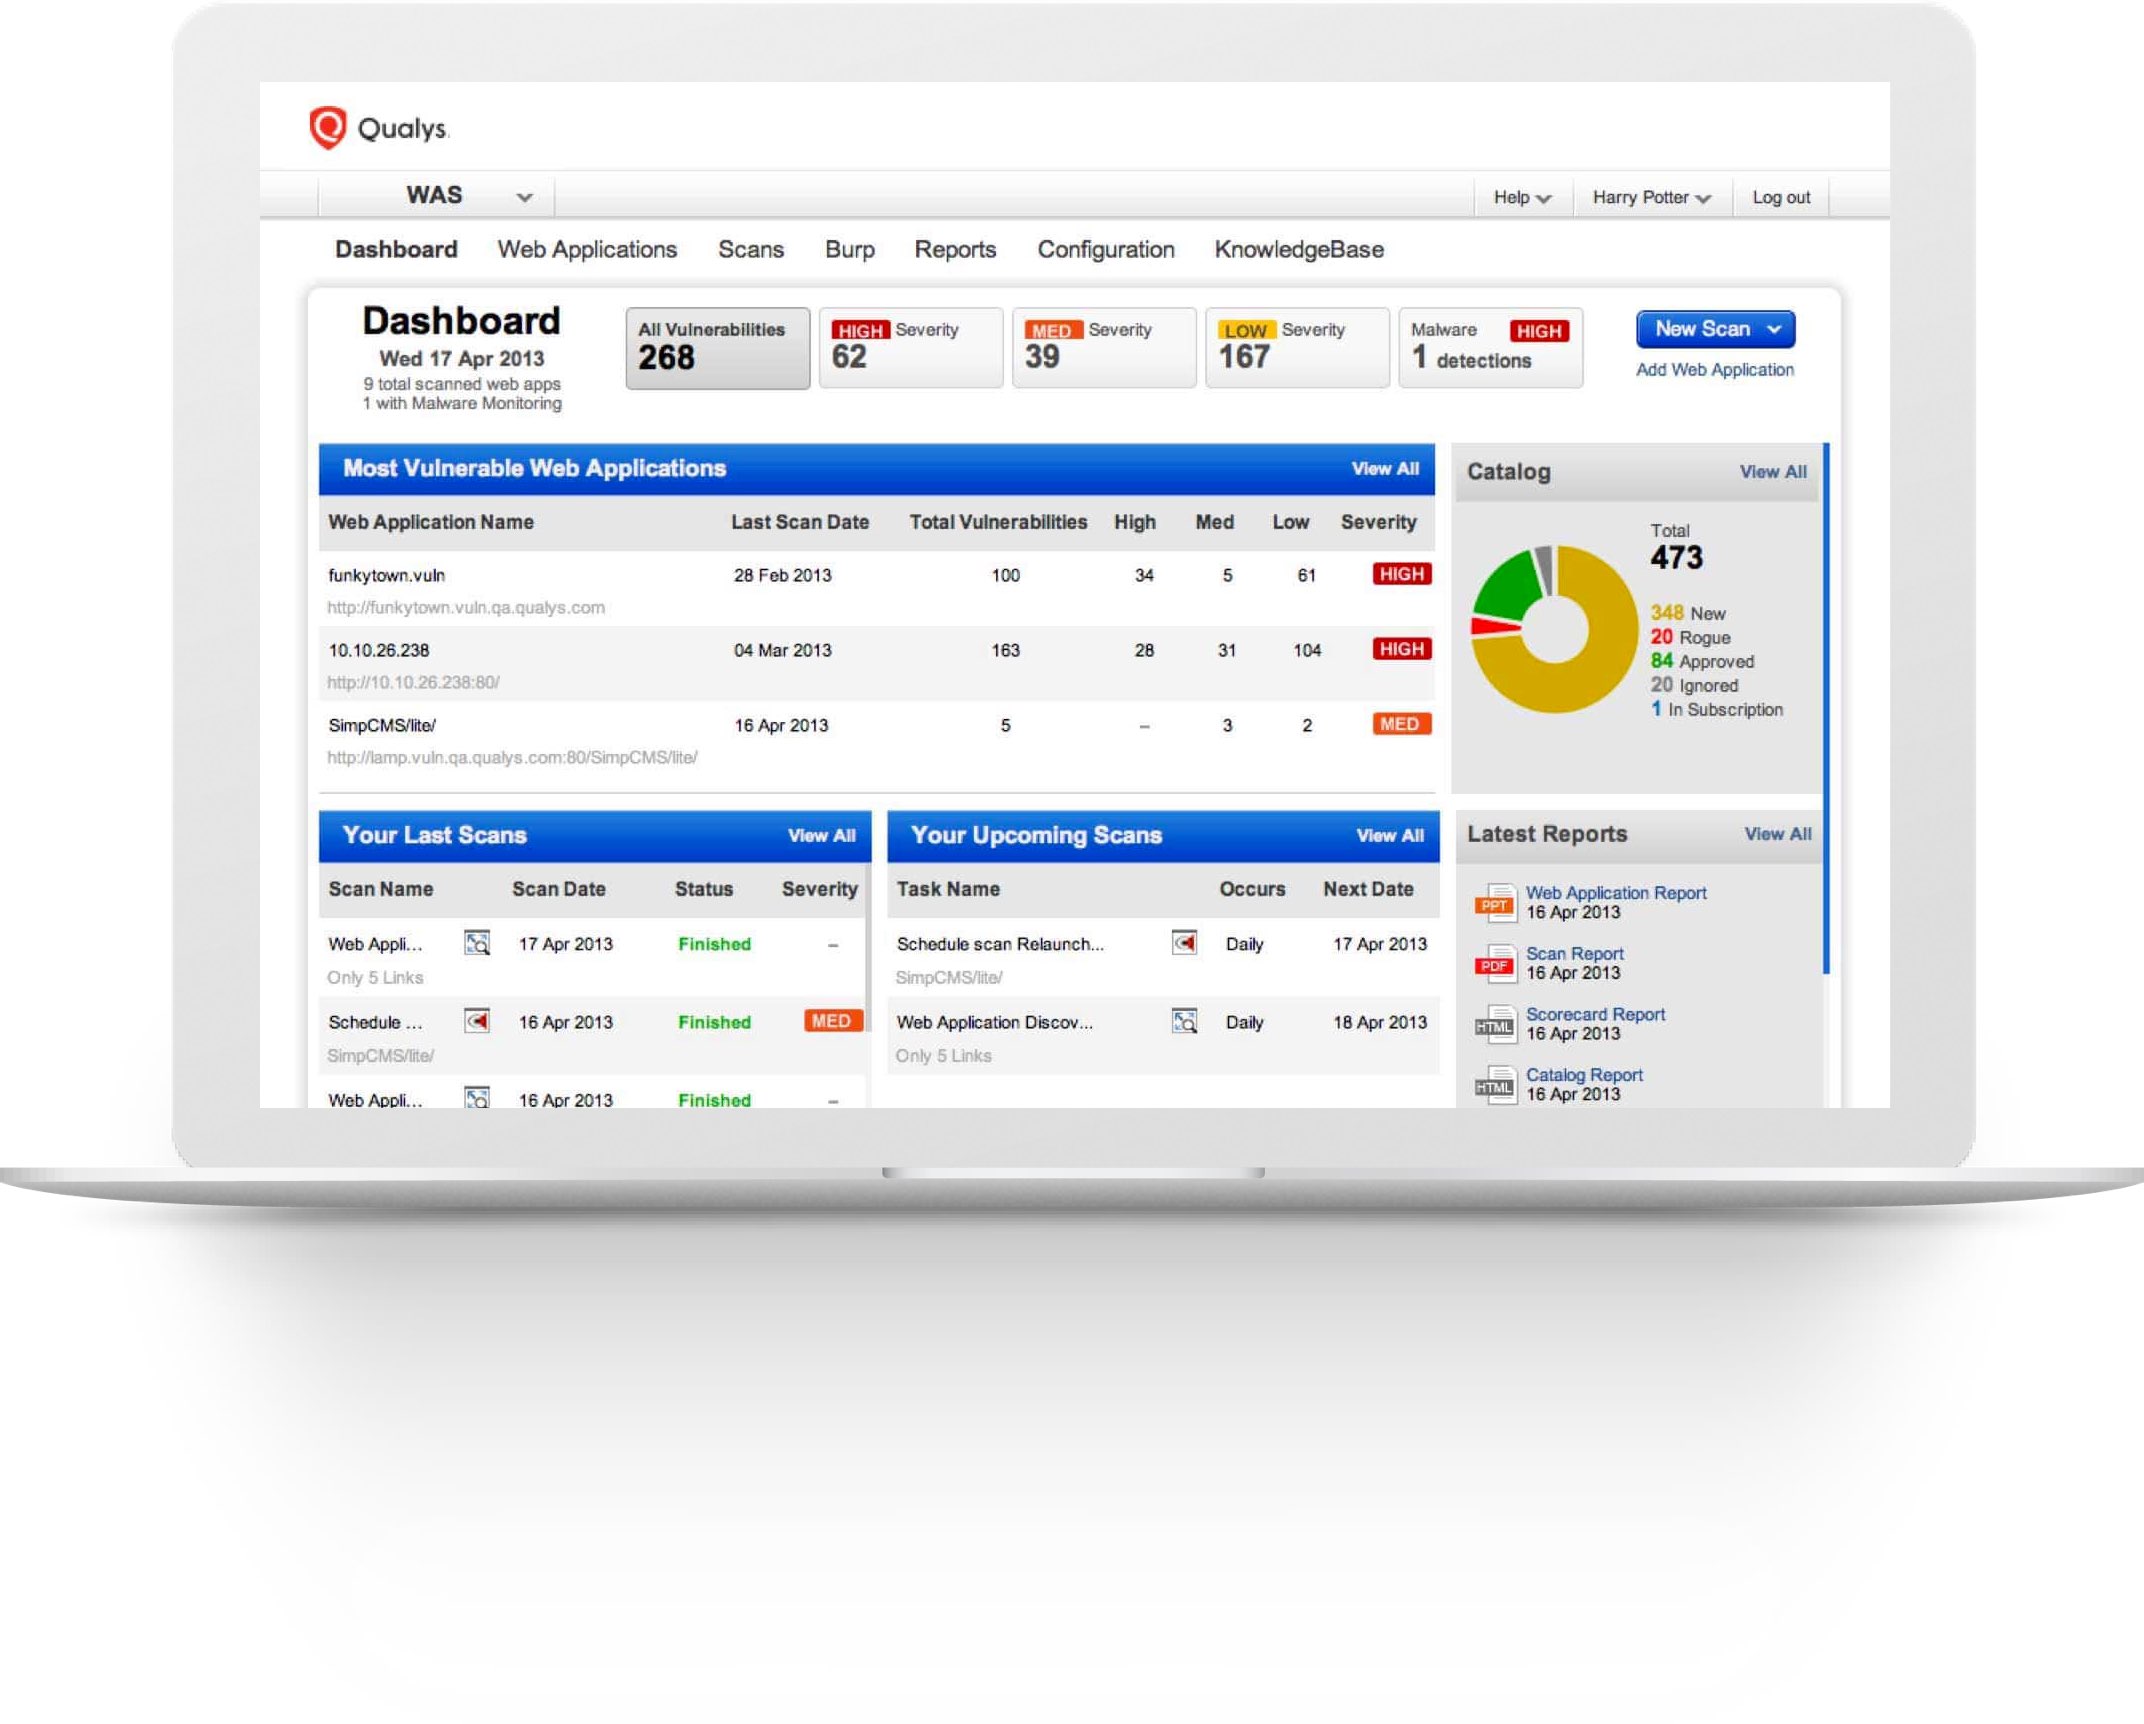 Qualys.
WAS
Help
Harry Potter
Log out
Dashboard Web Applications Scans Burp Reports Configuration KnowledgeBase
Dashboard
Wed 17 Apr 2013
9 total scanned web apps
1 with Malware Monitoring
All Vulnerabilities
268
HIGH Severity
62
MED Severity
39
LOW Severity
167
Malware HIGH
1 detections
New Scan
Add Web Application
Most Vulnerable Web Applications View All
Web Application Name Last Scan Date Total Vulnerabilities High Med Low Severity
funkytown.vuln 28 Feb 2013 100 34 5 61 HIGH
http://funkytown.vuln.qa.qualys.com
10.10.26.238 04 Mar 2013 163 28 31 104 HIGH
http://10.10.26.238:80/
SimpCMS/lite/ 16 Apr 2013 5 – 3 2 MED
http://lamp.vuln.qa.qualys.com:80/SimpCMS/lite/
Catalog View All
Total
473
348 New
20 Rogue
84 Approved
20 Ignored
1 In Subscription
Your Last Scans View All
Scan Name Scan Date Status Severity
Web Appli... 17 Apr 2013 Finished –
Only 5 Links
Schedule ... 16 Apr 2013 Finished MED
SimpCMS/lite/
Web Appli... 16 Apr 2013 Finished –
Your Upcoming Scans View All
Task Name Occurs Next Date
Schedule scan Relaunch... Daily 17 Apr 2013
SimpCMS/lite/
Web Application Discov... Daily 18 Apr 2013
Only 5 Links
Latest Reports View All
PPT Web Application Report
16 Apr 2013
PDF Scan Report
16 Apr 2013
HTML Scorecard Report
16 Apr 2013
HTML Catalog Report
16 Apr 2013